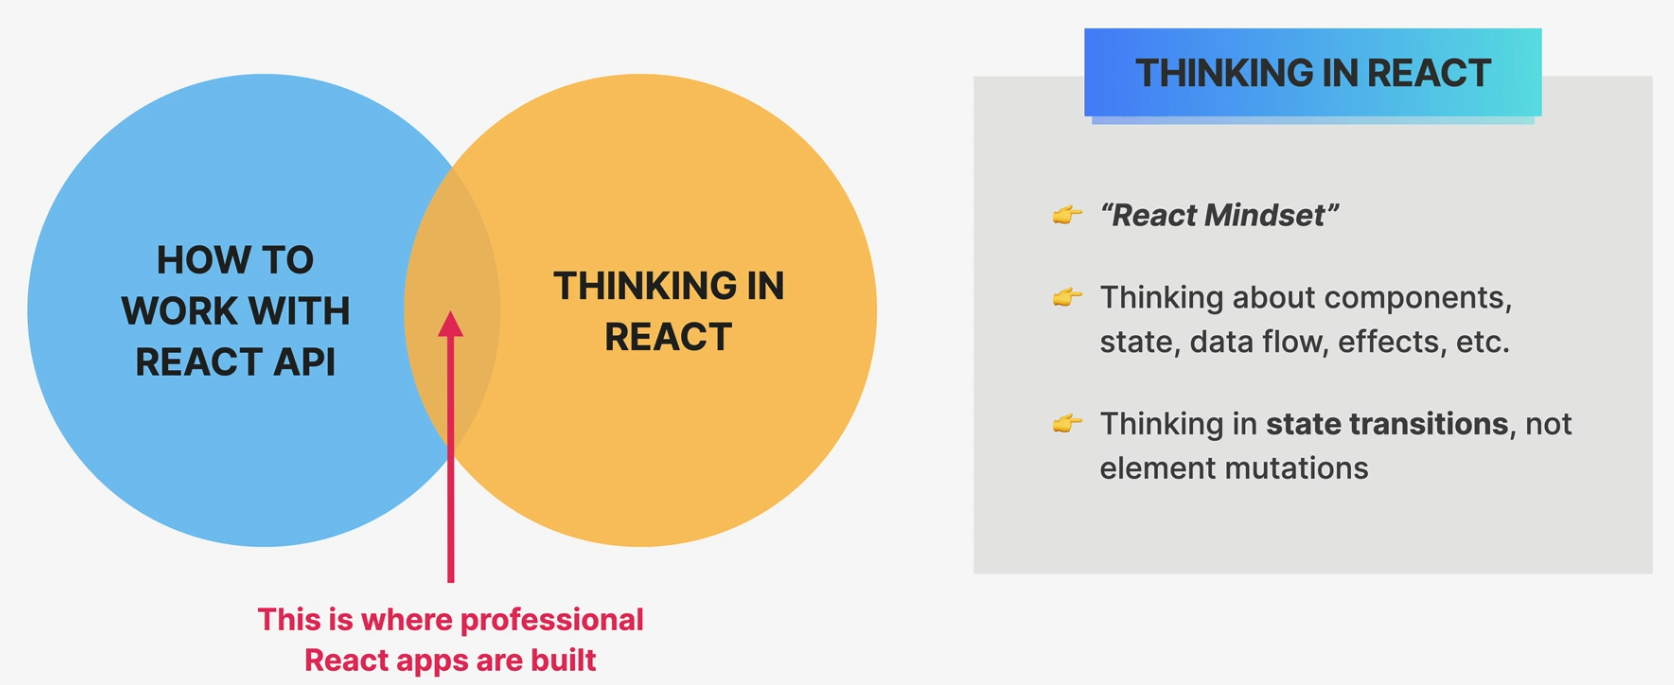 HOW TO
WORK WITH
REACT API
THINKING IN
REACT
This is where professional
React apps are built
THINKING IN REACT
👉 “React Mindset”
👉 Thinking about components,
state, data flow, effects, etc.
👉 Thinking in state transitions, not
element mutations